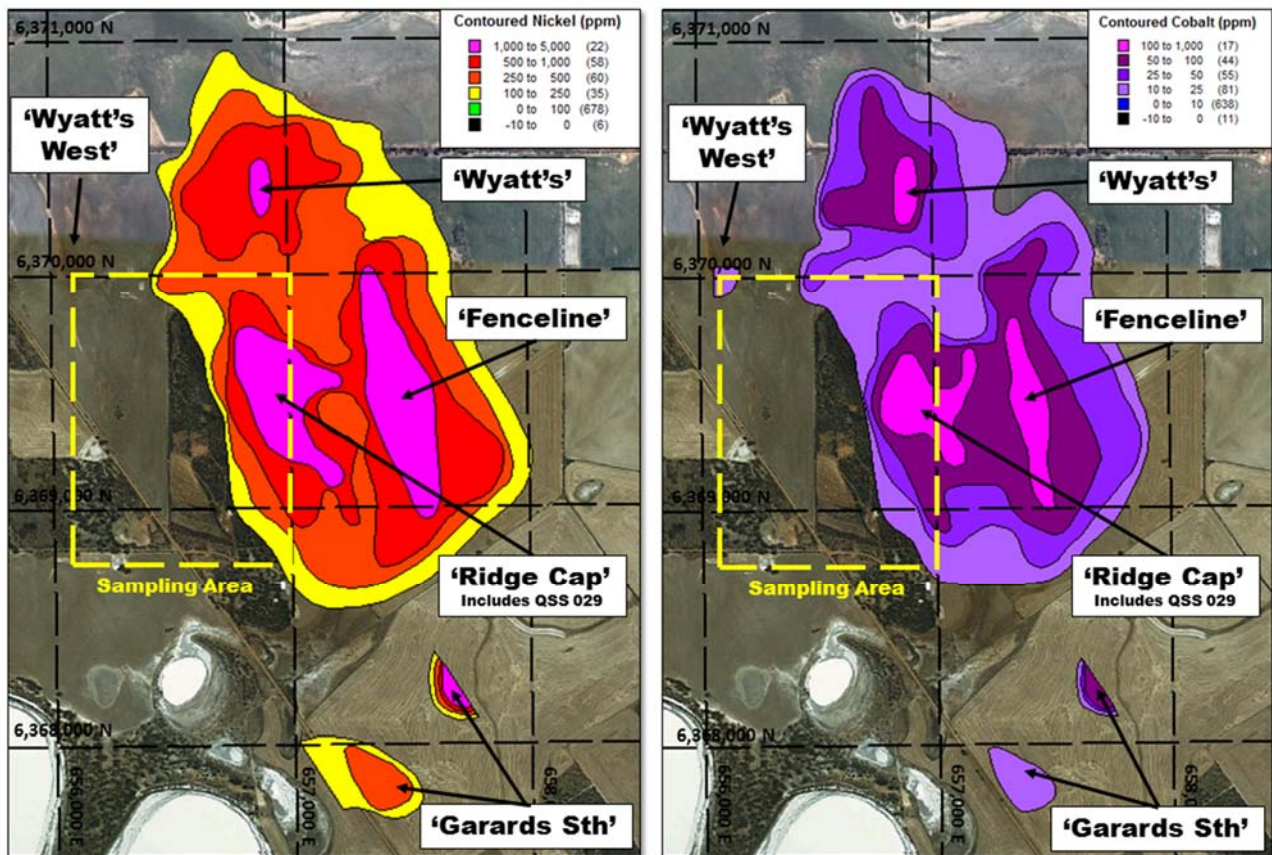 6,371,000 N
Contoured Nickel (ppm)
1,000 to 5,000 (22)
500 to 1,000 (58)
250 to 500 (60)
100 to 250 (35)
0 to 100 (678)
-10 to 0 (6)
'Wyatt's
West'
'Wyatt's'
6,370,000 N
'Fenceline'
6,369,000 N
Sampling Area
'Ridge Cap'
Includes QSS 029
6,368,000 N
656,000 E
657,000 E
'Garards Sth'
6,371,000 N
Contoured Cobalt (ppm)
100 to 1,000 (17)
50 to 100 (44)
25 to 50 (55)
10 to 25 (81)
0 to 10 (638)
-10 to 0 (11)
'Wyatt's
West'
'Wyatt's'
6,370,000 N
'Fenceline'
6,369,000 N
Sampling Area
'Ridge Cap'
Includes QSS 029
6,368,000 N
656,000 E
657,000 E
'Garards Sth'